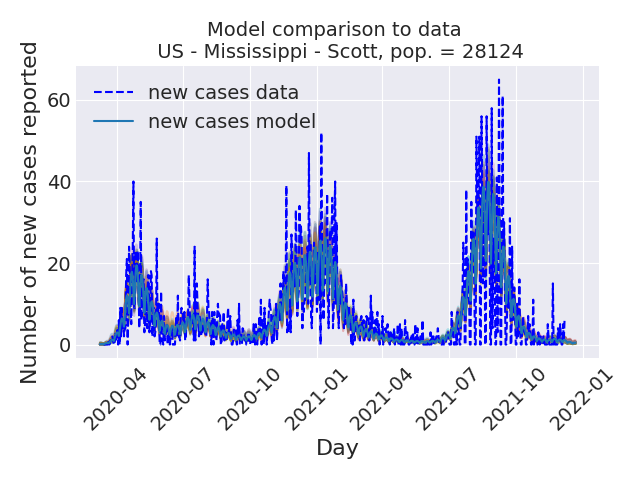 Model comparison to data
US - Mississippi - Scott, pop. = 28124
Number of new cases reported
60
40
20
0
new cases data
new cases model
2020-04
2020-07
2020-10
2021-01
2021-04
2021-07
2021-10
2022-01
Day